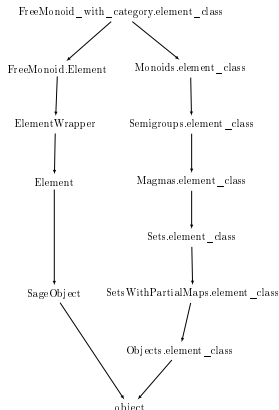 FreeMonoid_with_category.element_class
FreeMonoid.Element
Monoids.element_class
ElementWrapper
Semigroups.element_class
Element
Magmas.element_class
Sets.element_class
SageObject
SetsWithPartialMaps.element_class
Objects.element_class
object